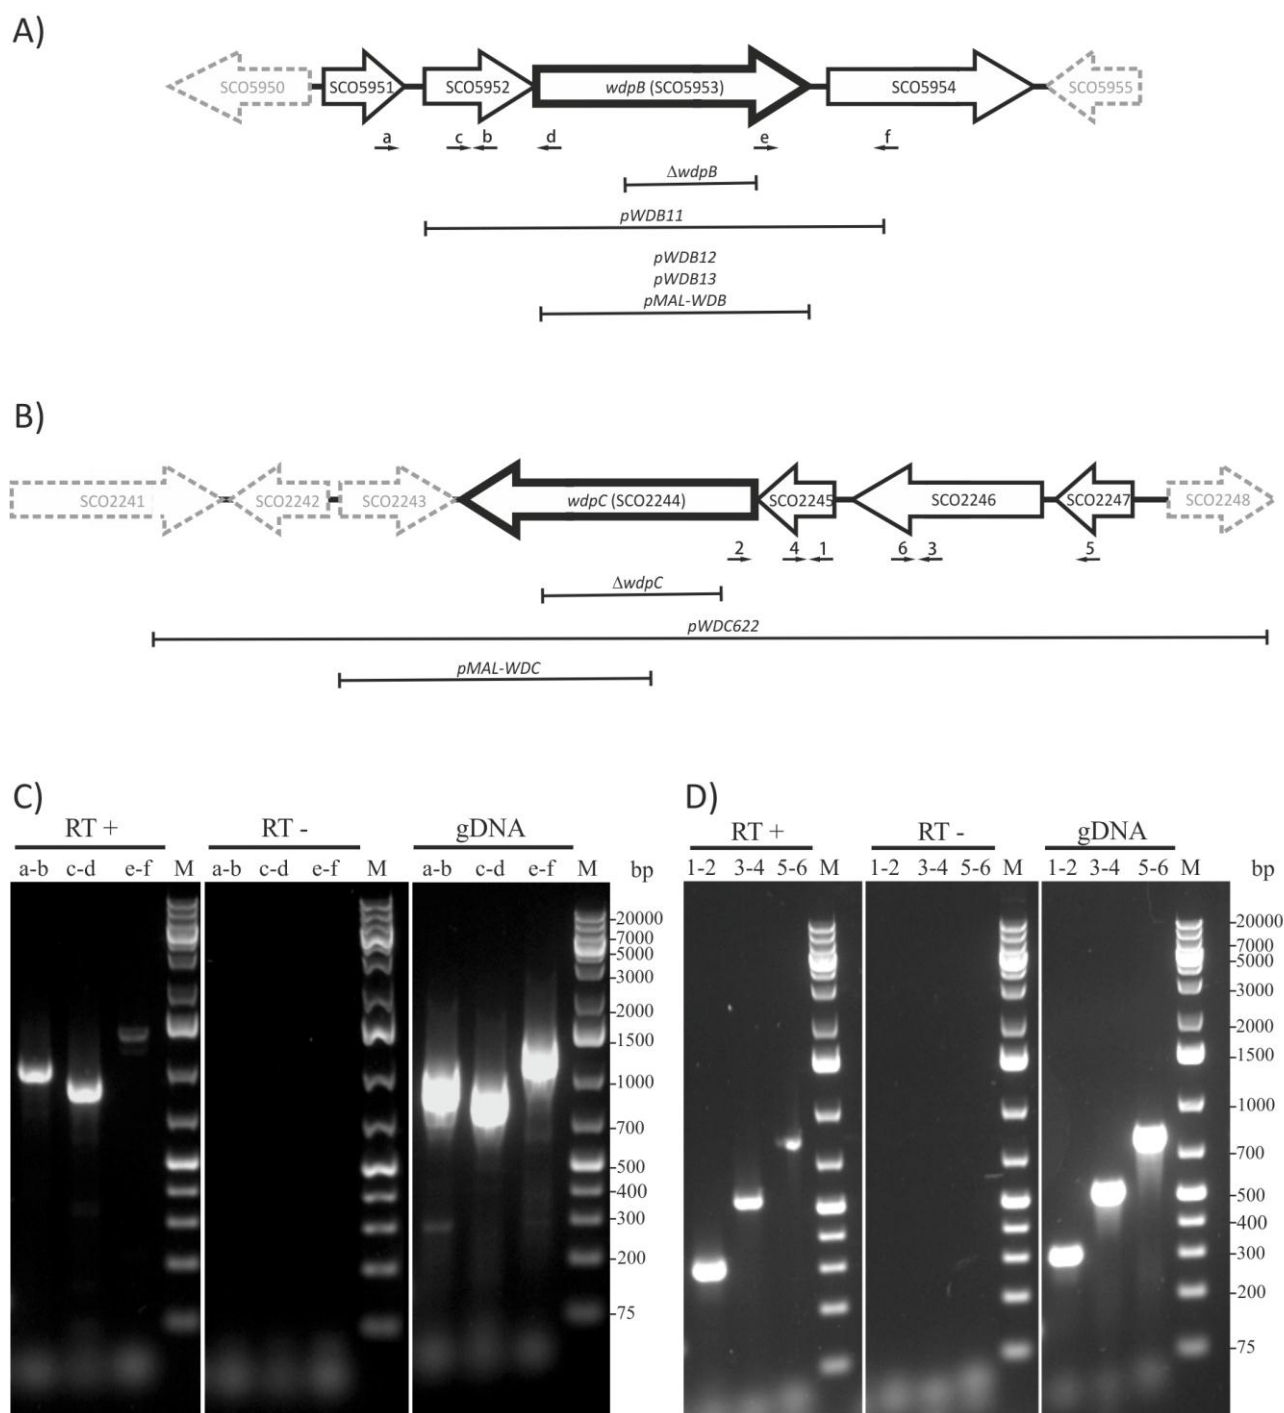 A)
SCO5950 SCO5951 SCO5952 wdpB (SCO5953) SCO5954 SCO5955
a c b d e f
ΔwdpB
pWDB11
pWDB12
pWDB13
pMAL-WDB
B)
SCO2241 SCO2242 SCO2243 wdpC (SCO2244) SCO2245 SCO2246 SCO2247 SCO2248
2 4 1 6 3 5
ΔwdpC
pWDC622
pMAL-WDC
C)
RT + RT - gDNA
a-b c-d e-f M a-b c-d e-f M a-b c-d e-f M bp
-20000
-7000
-5000
-3000
-2000
-1500
-1000
-700
-500
-400
-300
-200
-75
D)
RT + RT - gDNA
1-2 3-4 5-6 M 1-2 3-4 5-6 M 1-2 3-4 5-6 M bp
-20000
-7000
-5000
-3000
-2000
-1500
-1000
-700
-500
-400
-300
-200
-75